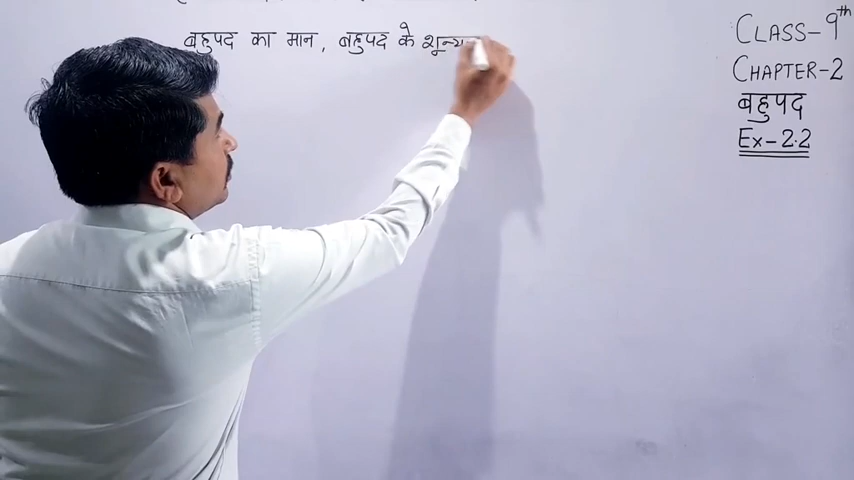 बहुपद का मान, बहुपद के शून्य
CLASS-9th
CHAPTER-2
बहुपद
Ex-2.2